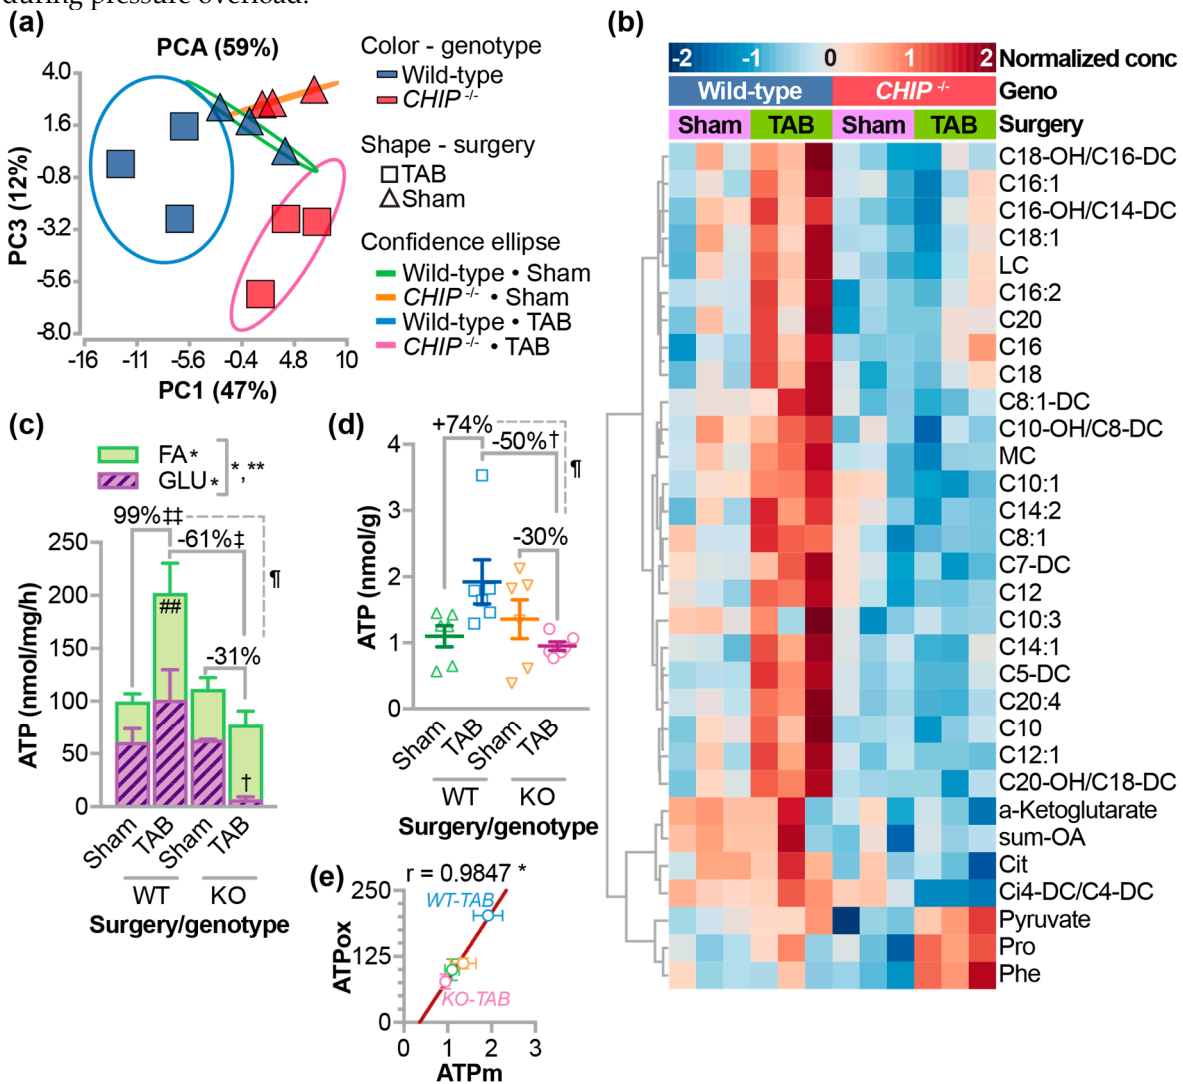 during pressure overload.
(a)
PCA (59%)
4.0
1.6
-0.8
-3.2
-5.6
-8.0
PC3 (12%)
-16
-11
-5.6
-0.4
4.8
10
PC1 (47%)
Color - genotype
Wild-type
CHIP -/-
Shape - surgery
TAB
Sham
Confidence ellipse
Wild-type • Sham
CHIP -/- • Sham
Wild-type • TAB
CHIP -/- • TAB
(b)
-2 -1 0 1 2 Normalized conc
Wild-type CHIP -/- Geno
Sham TAB Sham TAB Surgery
C18-OH/C16-DC
C16:1
C16-OH/C14-DC
C18:1
LC
C16:2
C20
C16
C18
C8:1-DC
C10-OH/C8-DC
MC
C10:1
C14:2
C8:1
C7-DC
C12
C10:3
C14:1
C5-DC
C20:4
C10
C12:1
C20-OH/C18-DC
a-Ketoglutarate
sum-OA
Cit
Ci4-DC/C4-DC
Pyruvate
Pro
Phe
(c)
FA*
GLU*
*,**
99%‡‡
-61%‡
¶
##
-31%
†
250
200
150
100
50
0
ATP (nmol/mg/h)
Sham TAB Sham TAB
WT KO
Surgery/genotype
(d)
+74%
-50%†
¶
-30%
4
3
2
1
0
ATP (nmol/g)
Sham TAB Sham TAB
WT KO
Surgery/genotype
(e)
r = 0.9847 *
WT-TAB
KO-TAB
250
125
0
ATPox
0 1 2 3
ATPm